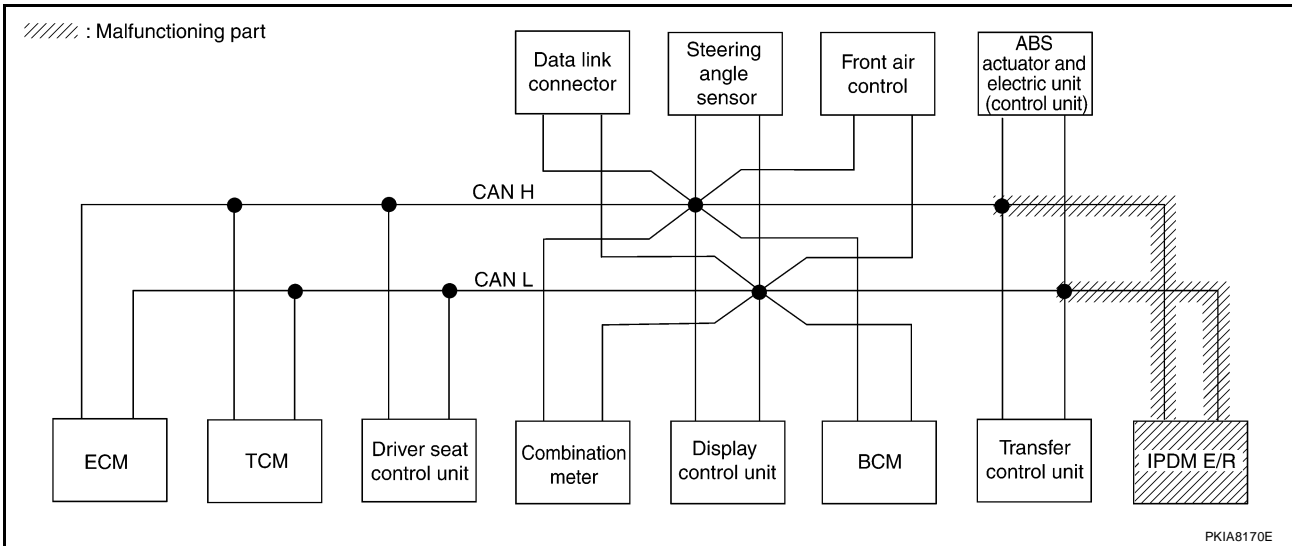 : Malfunctioning part
Data link
connector
Steering
angle
sensor
Front air
control
ABS
actuator and
electric unit
(control unit)
CAN H
CAN L
ECM
TCM
Driver seat
control unit
Combination
meter
Display
control unit
BCM
Transfer
control unit
IPDM E/R
PKIA8170E